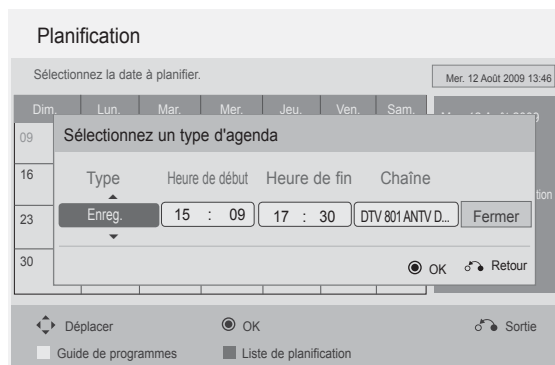 Planification
Sélectionnez la date à planifier.
Mer. 12 Août 2009 13:46
Dim. Lun. Mar. Mer. Jeu. Ven. Sam.
09
Sélectionnez un type d'agenda
16
Type Heure de début Heure de fin Chaîne
23
Enreg. 15 : 09 17 : 30 DTV 801 ANTV D... Fermer
30
OK Retour
Déplacer OK Sortie
Guide de programmes Liste de planification